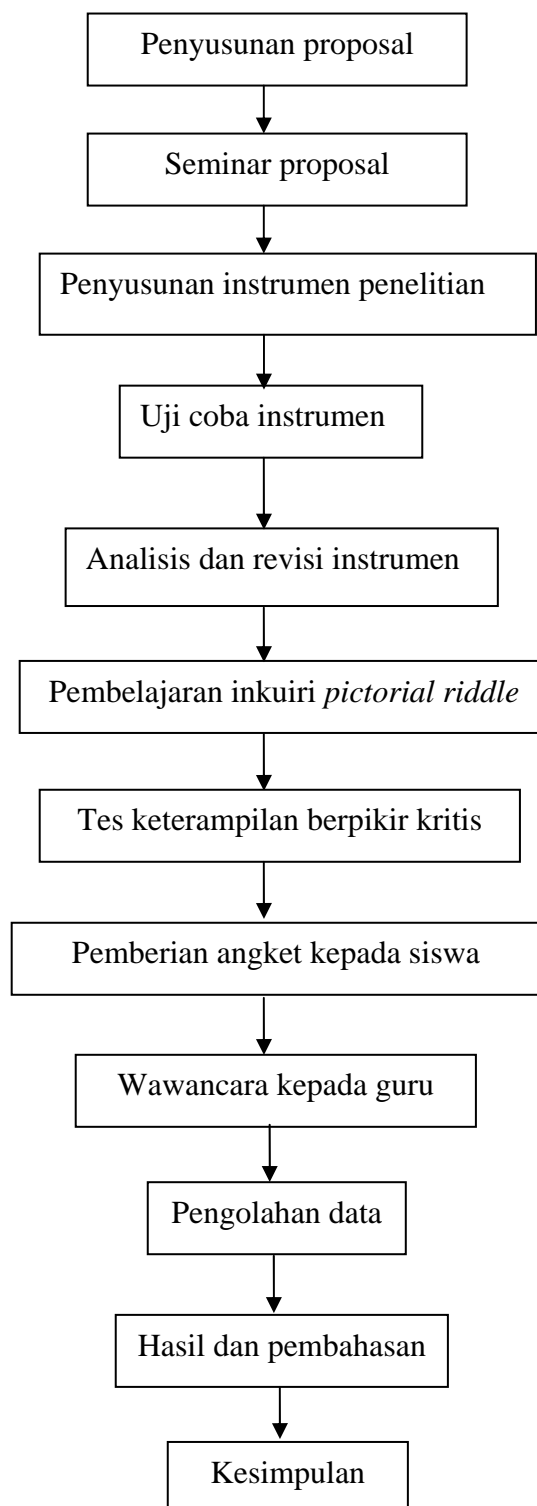 Penyusunan proposal
Seminar proposal
Penyusunan instrumen penelitian
Uji coba instrumen
Analisis dan revisi instrumen
Pembelajaran inkuiri pictorial riddle
Tes keterampilan berpikir kritis
Pemberian angket kepada siswa
Wawancara kepada guru
Pengolahan data
Hasil dan pembahasan
Kesimpulan